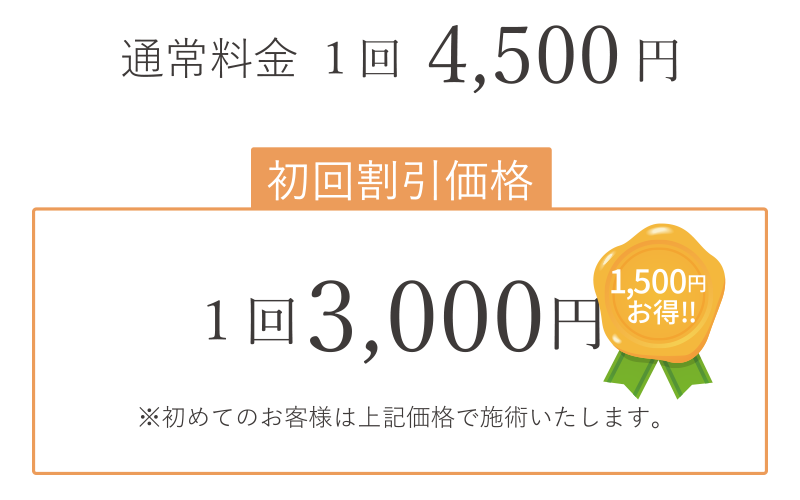 通常料金 1回 4,500円
初回割引価格
1回3,000円
1,500円
お得!!
※初めてのお客様は上記価格で施術いたします。